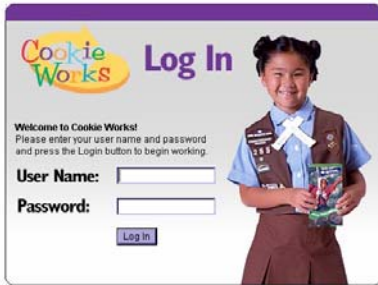 Cookie
Works
Log In
Welcome to Cookie Works!
Please enter your user name and password
and press the Login button to begin working.
User Name:
Password:
Log In